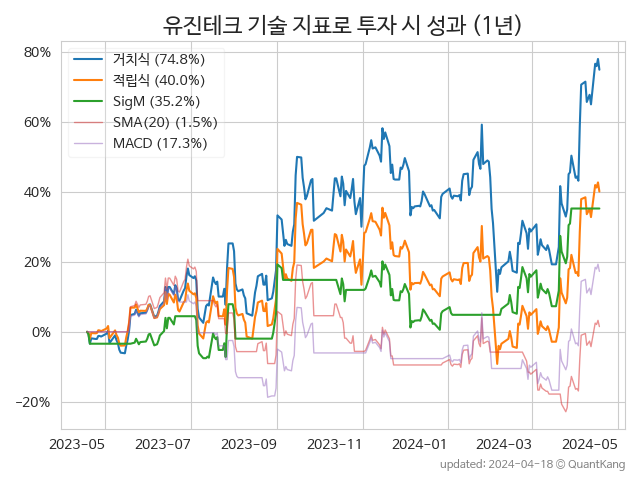 유진테크 기술 지표로 투자 시 성과 (1년)
거치식 (74.8%)
적립식 (40.0%)
SigM (35.2%)
SMA(20) (1.5%)
MACD (17.3%)
80%
60%
40%
20%
0%
−20%
2023-05 2023-07 2023-09 2023-11 2024-01 2024-03 2024-05
updated: 2024-04-18 © QuantKang